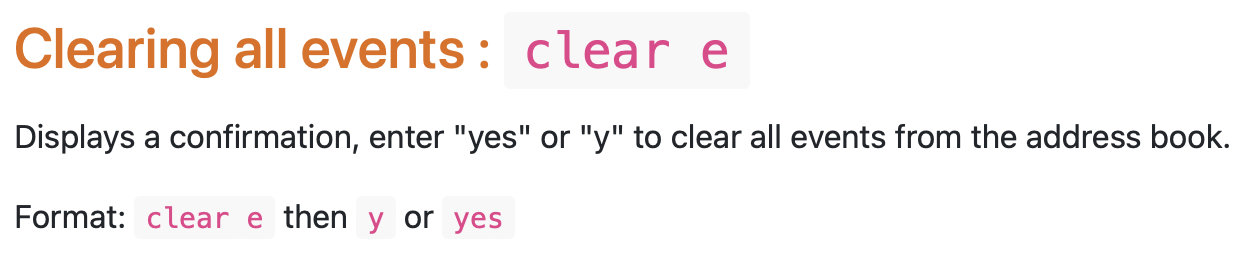 Clearing all events : clear e
Displays a confirmation, enter "yes" or "y" to clear all events from the address book.
Format: clear e then y or yes